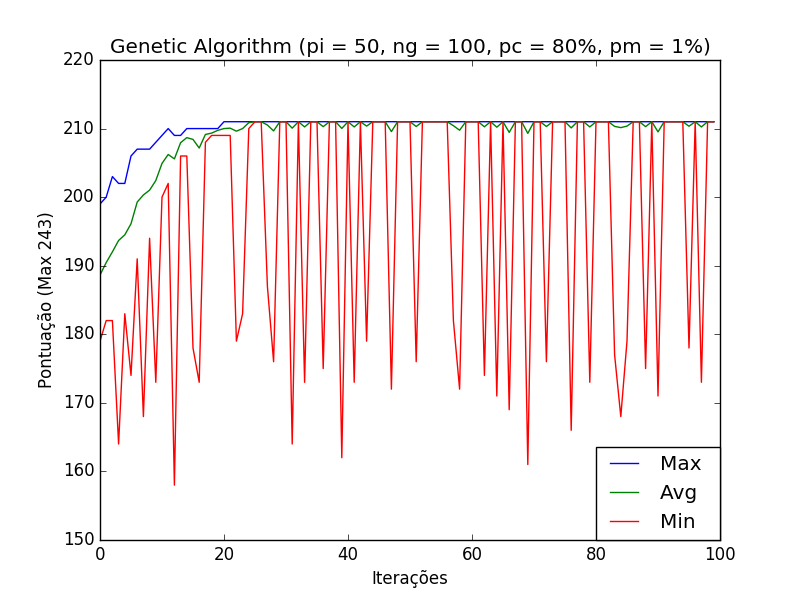 Genetic Algorithm (pi = 50, ng = 100, pc = 80%, pm = 1%)
220
210
200
190
180
170
160
150
Pontuação (Max 243)
Max
Avg
Min
0 20 40 60 80 100
Iterações